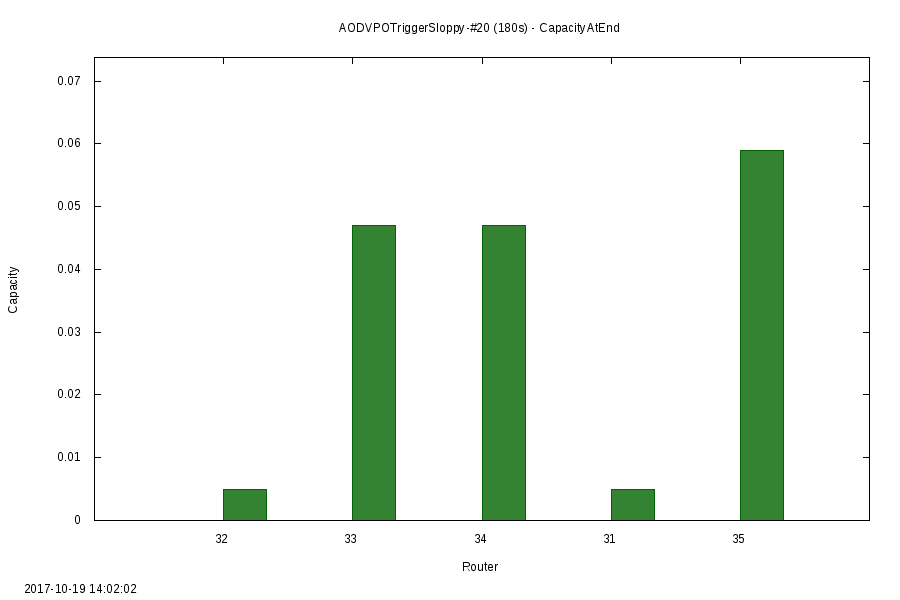 AODVPOTriggerSloppy-#20 (180s) - CapacityAtEnd
0.07
0.06
0.05
0.04
0.03
0.02
0.01
0
Capacity
32 33 34 31 35
Router
2017-10-19 14:02:02